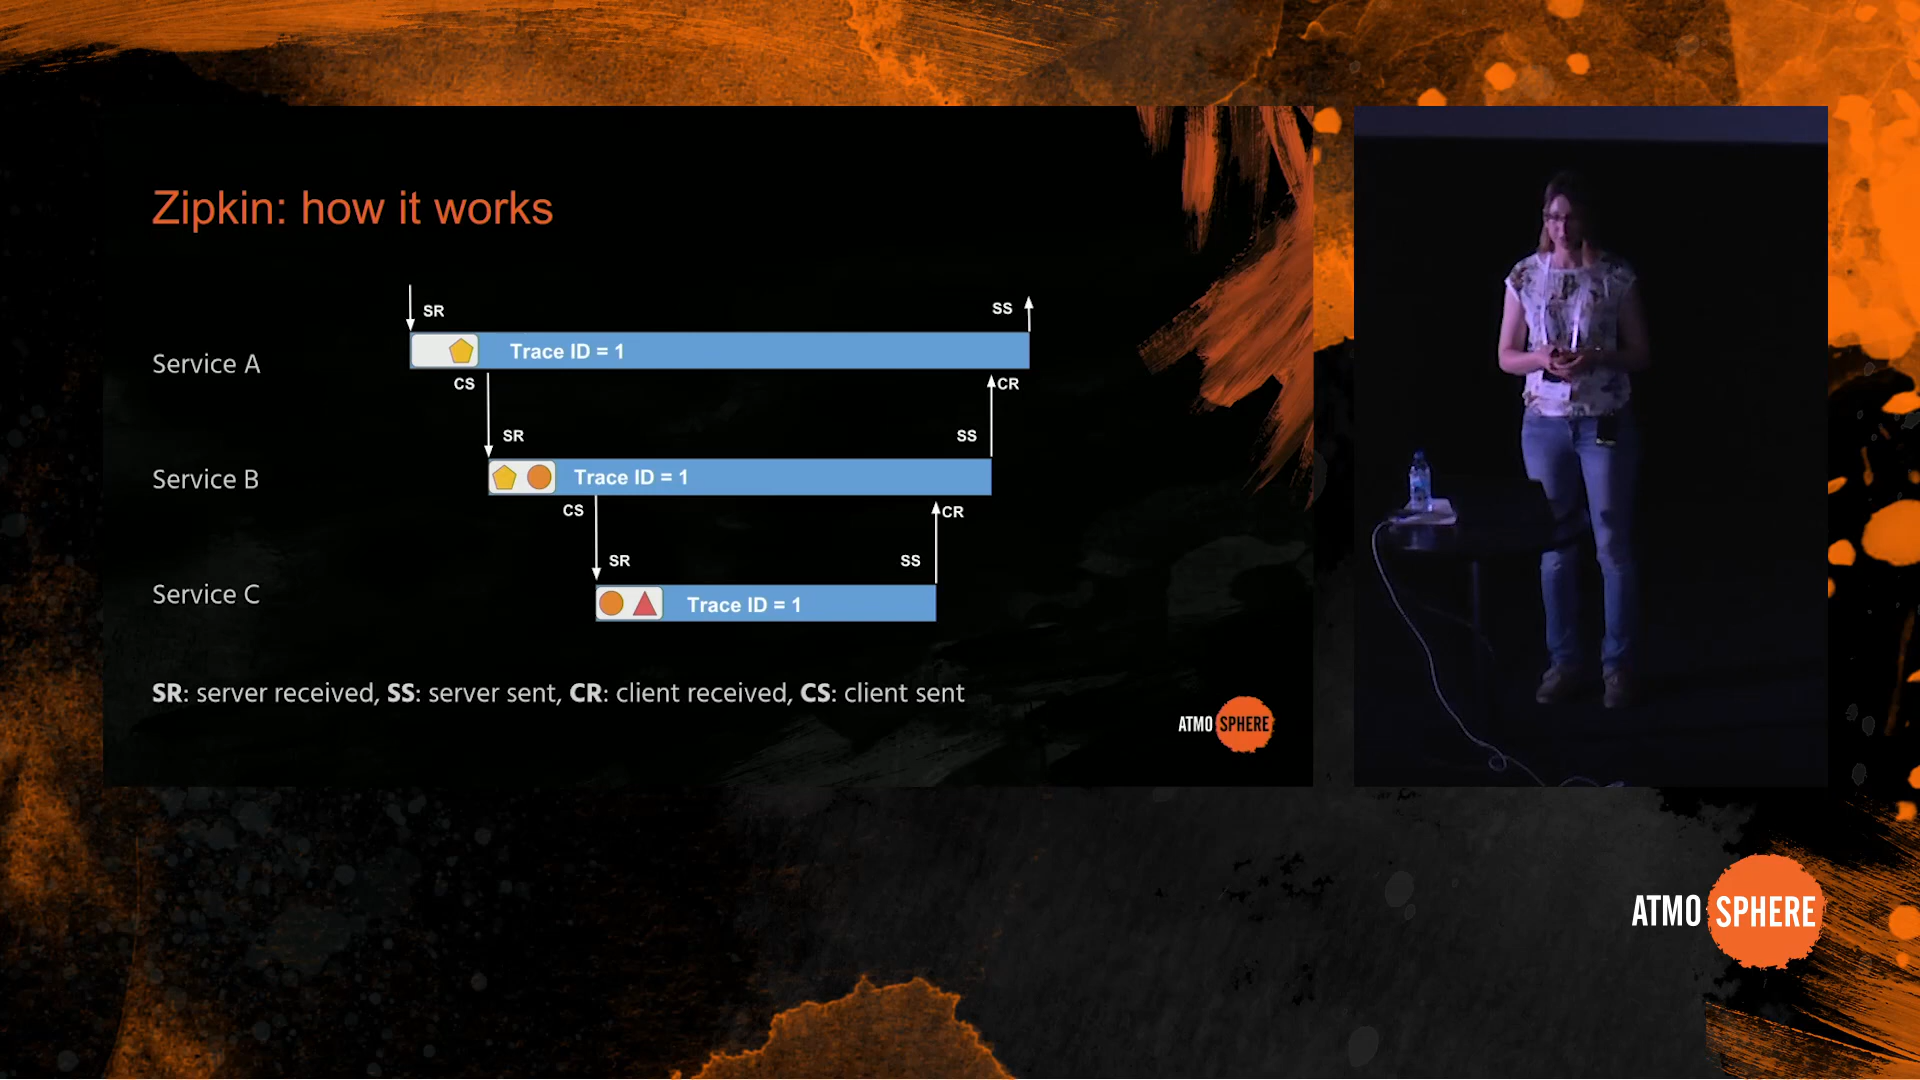 Zipkin: how it works
SR
SS
Service A
Trace ID = 1
CS
CR
SR
SS
Service B
Trace ID = 1
CS
CR
SR
SS
Service C
Trace ID = 1
SR: server received, SS: server sent, CR: client received, CS: client sent
ATMO SPHERE
ATMO SPHERE